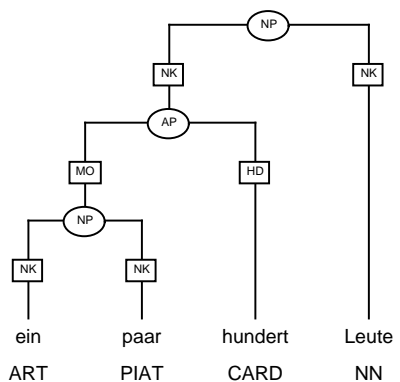 NP
NK NK
AP
MO HD
NP
NK NK
ein paar hundert Leute
ART PIAT CARD NN